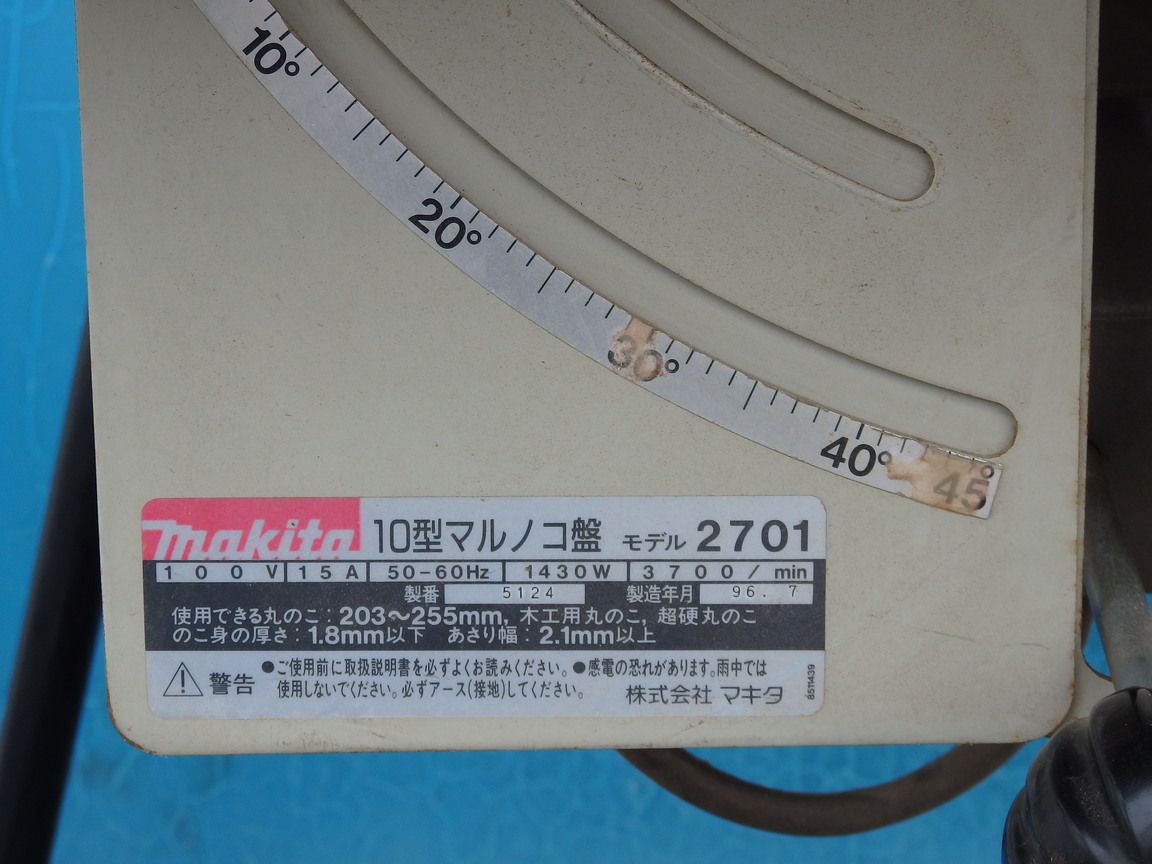 10°
20°
30°
40°
45°
makita 10型マルノコ盤 モデル 2701
100V 15A 50-60Hz 1430W 3700/min
製番 5124 製造年月 96. 7
使用できる丸のこ:203〜255mm, 木工用丸のこ, 超硬丸のこ
のこ身の厚さ:1.8mm以下 あさり幅:2.1mm以上
警告 ●ご使用前に取扱説明書を必ずよくお読みください。●感電の恐れがあります。雨中では
使用しないでください。必ずアース(接地)してください。 株式会社 マキタ
8511439